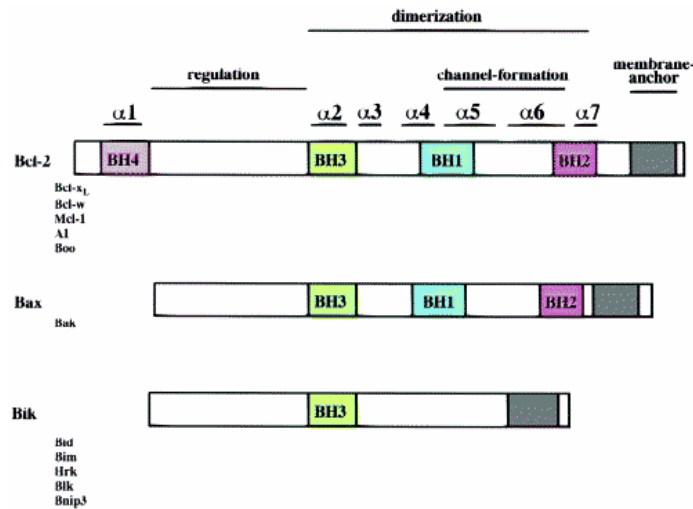 dimerization
regulation
channel-formation
membrane-
anchor
α1 α2 α3 α4 α5 α6 α7
Bcl-2 BH4 BH3 BH1 BH2
Bcl-xL
Bcl-w
Mcl-1
A1
Boo
Bax BH3 BH1 BH2
Bak
Bik BH3
Bid
Bim
Hrk
Blk
Bnip3